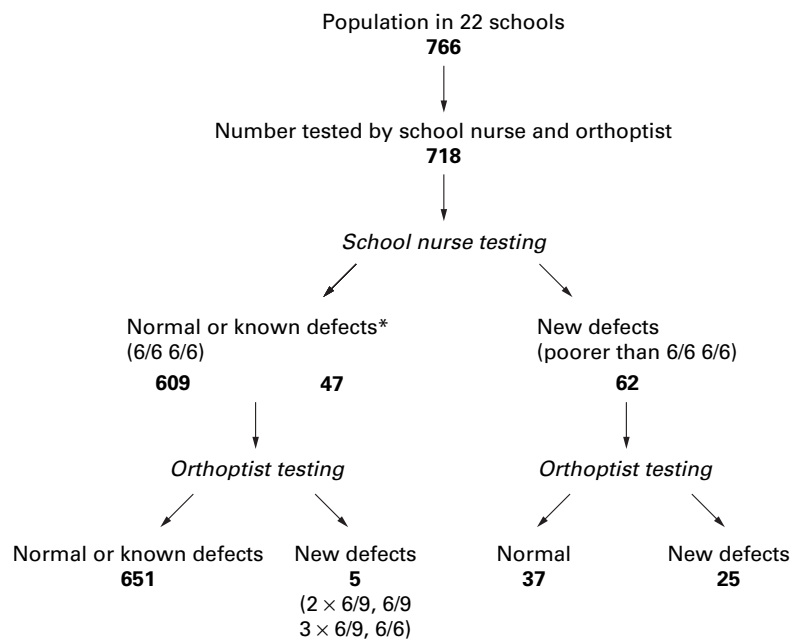 Population in 22 schools
766
Number tested by school nurse and orthoptist
718
School nurse testing
Normal or known defects*
(6/6 6/6)
609 47
New defects
(poorer than 6/6 6/6)
62
Orthoptist testing
Orthoptist testing
Normal or known defects
651
New defects
5
(2 × 6/9, 6/9
3 × 6/9, 6/6)
Normal
37
New defects
25